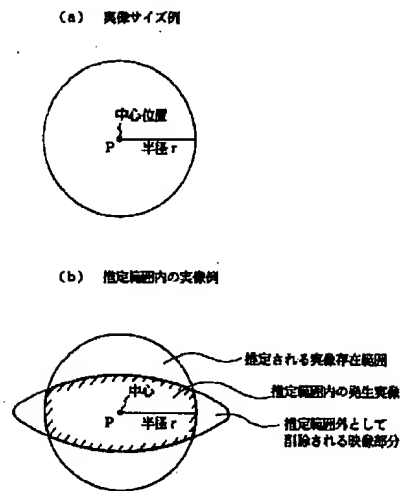 (a) 実像サイズ例
中心位置
P
半径r
(b) 推定範囲内の実像例
推定される実像存在範囲
中心
推定範囲内の発生実像
P
半径r
推定範囲外として
削除される映像部分